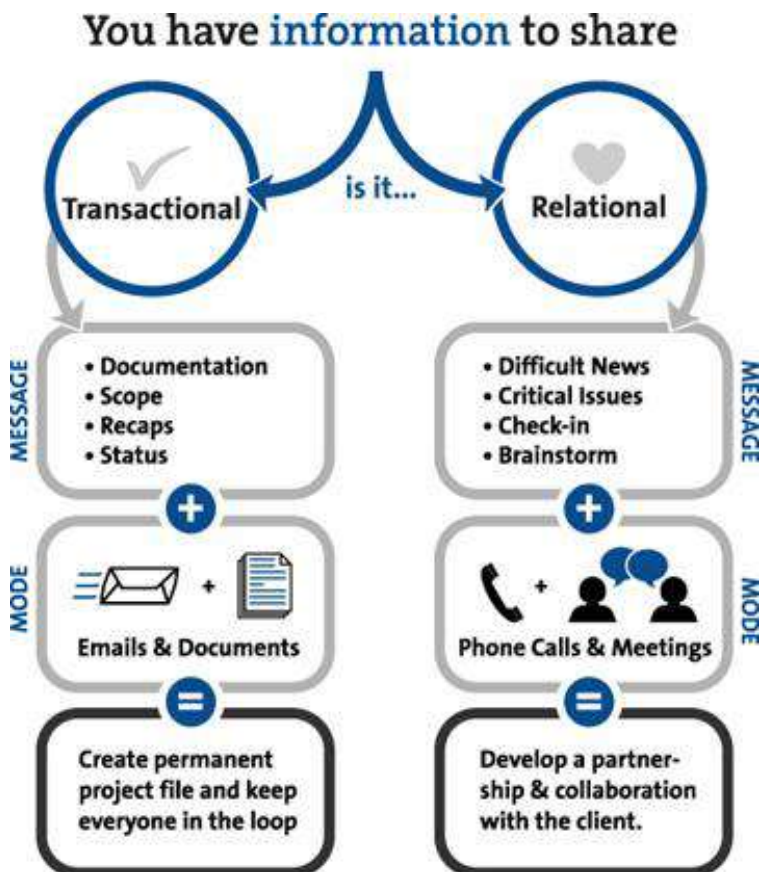 You have information to share
is it...
Transactional
MESSAGE
• Documentation
• Scope
• Recaps
• Status
+
MODE
+
Emails & Documents
=
Create permanent
project file and keep
everyone in the loop
Relational
MESSAGE
• Difficult News
• Critical Issues
• Check-in
• Brainstorm
+
MODE
+
Phone Calls & Meetings
=
Develop a partner-
ship & collaboration
with the client.